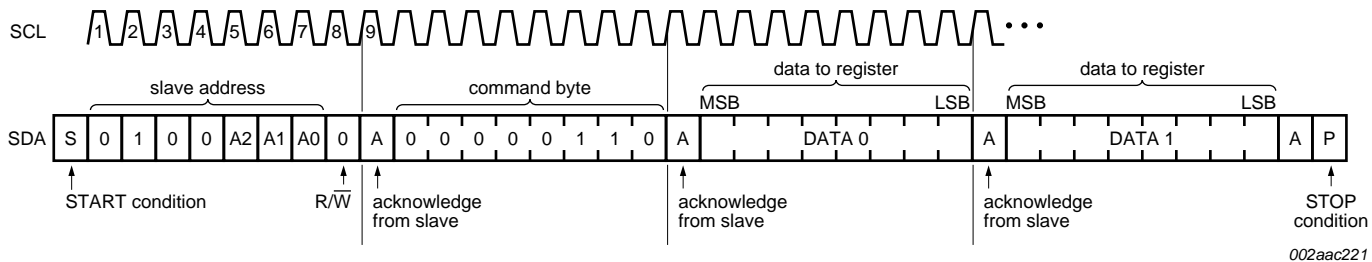 SCL 1 2 3 4 5 6 7 8 9
slave address command byte data to register data to register
MSB LSB MSB LSB
SDA S 0 1 0 0 A2 A1 A0 0 A 0 0 0 0 0 1 1 0 A DATA 0 A DATA 1 A P
START condition R/W̅ acknowledge from slave acknowledge from slave acknowledge from slave STOP condition
002aac221